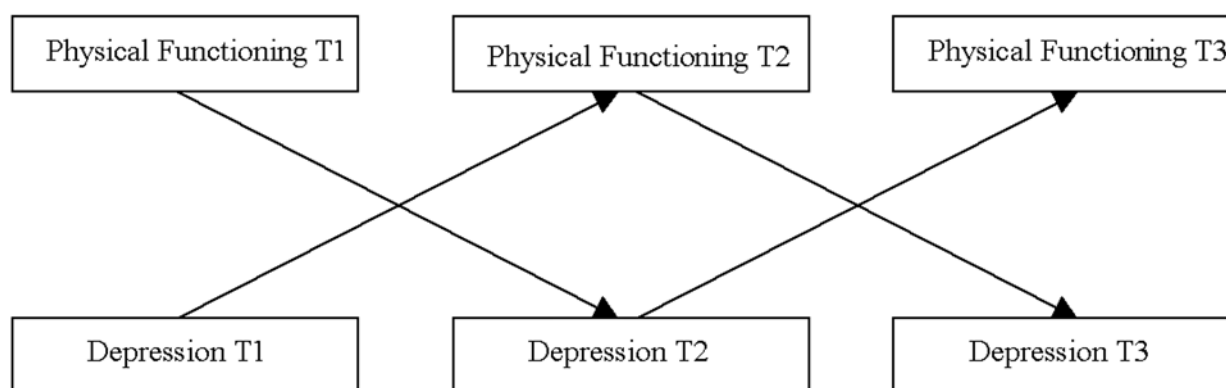 Physical Functioning T1
Physical Functioning T2
Physical Functioning T3
Depression T1
Depression T2
Depression T3